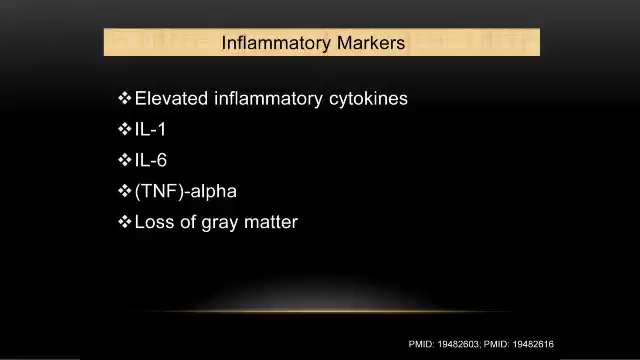 Inflammatory Markers
❖Elevated inflammatory cytokines
❖IL-1
❖IL-6
❖(TNF)-alpha
❖Loss of gray matter
PMID: 19482603; PMID: 19482616